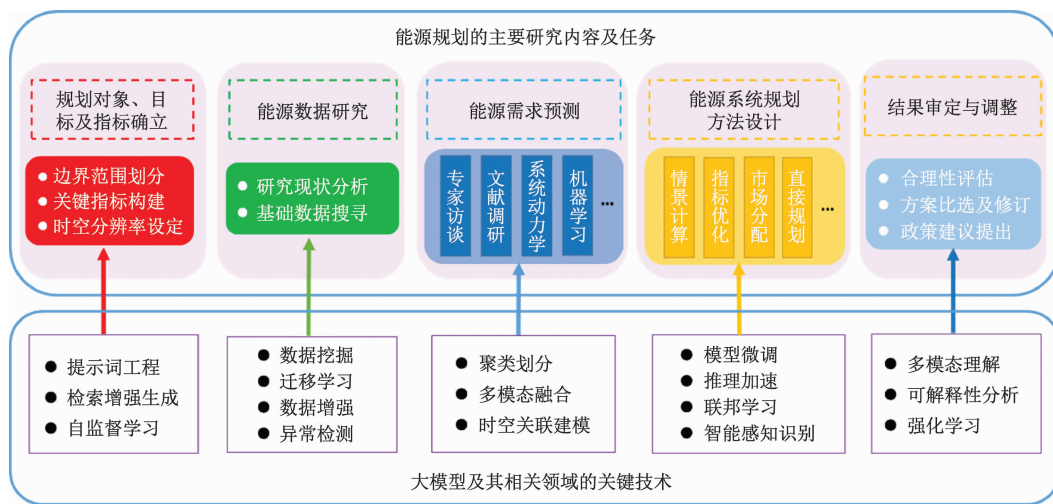 能源规划的主要研究内容及任务
规划对象、目
标及指标确立
● 边界范围划分
● 关键指标构建
● 时空分辨率设定
能源数据研究
● 研究现状分析
● 基础数据搜寻
能源需求预测
专家访谈
文献调研
系统动力学
机器学习
...
能源系统规划
方法设计
情景计算
指标优化
市场分配
直接规划
...
结果审定与调整
● 合理性评估
● 方案比选及修订
● 政策建议提出
● 提示词工程
● 检索增强生成
● 自监督学习
● 数据挖掘
● 迁移学习
● 数据增强
● 异常检测
● 聚类划分
● 多模态融合
● 时空关联建模
● 模型微调
● 推理加速
● 联邦学习
● 智能感知识别
● 多模态理解
● 可解释性分析
● 强化学习
大模型及其相关领域的关键技术